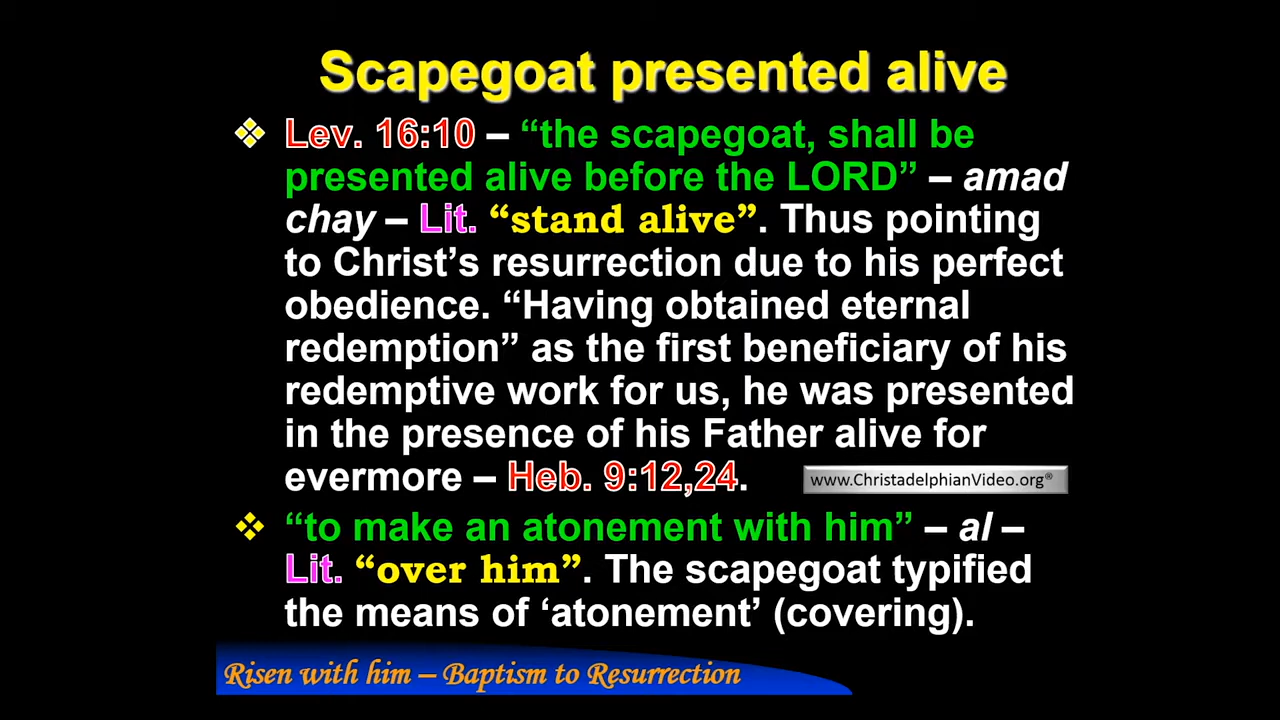 Scapegoat presented alive
❖ Lev. 16:10 – “the scapegoat, shall be
presented alive before the LORD” – amad
chay – Lit. “stand alive”. Thus pointing
to Christ’s resurrection due to his perfect
obedience. “Having obtained eternal
redemption” as the first beneficiary of his
redemptive work for us, he was presented
in the presence of his Father alive for
evermore – Heb. 9:12,24.
www.ChristadelphianVideo.org®
❖ “to make an atonement with him” – al –
Lit. “over him”. The scapegoat typified
the means of ‘atonement’ (covering).
Risen with him – Baptism to Resurrection